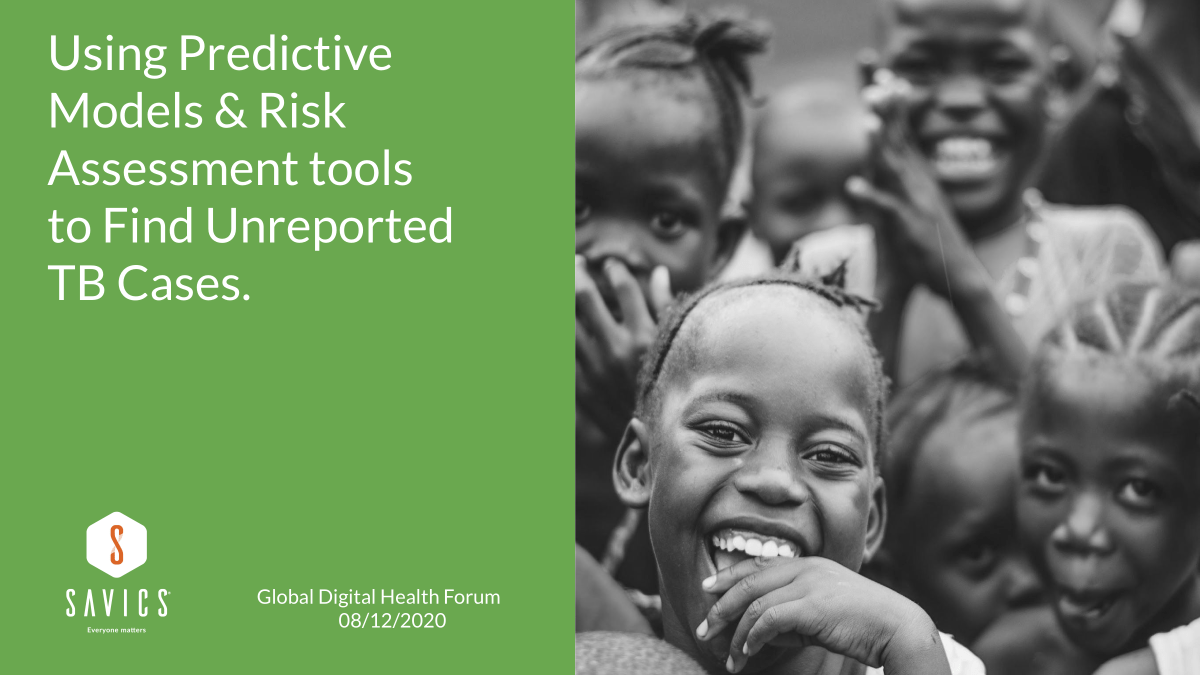 Using Predictive
Models & Risk
Assessment tools
to Find Unreported
TB Cases.
S
SAVICS
Everyone matters
Global Digital Health Forum
08/12/2020